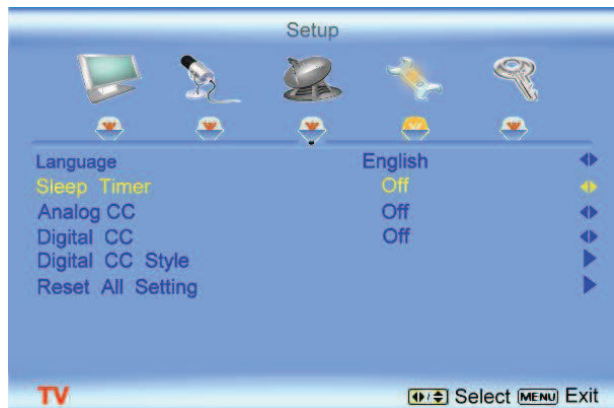 Setup
Language English
Sleep Timer Off
Analog CC Off
Digital CC Off
Digital CC Style
Reset All Setting
TV Select MENU Exit